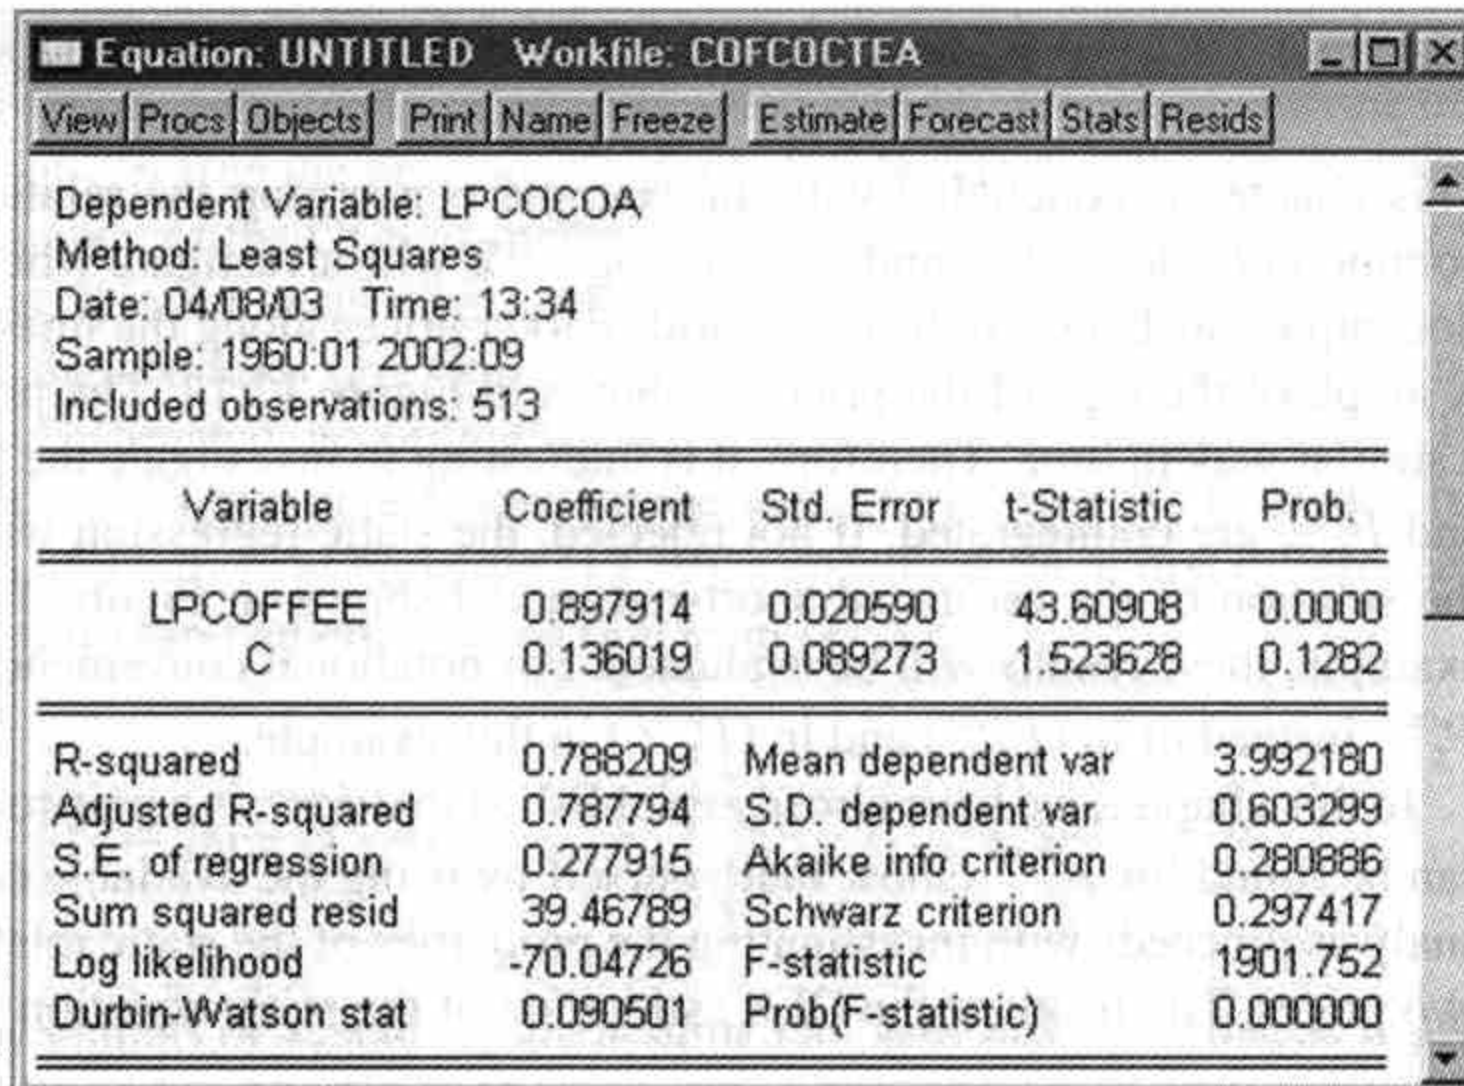 Equation: UNTITLED Workfile: COFCOCTEA
View Procs Objects Print Name Freeze Estimate Forecast Stats Resids
Dependent Variable: LPCOCOA
Method: Least Squares
Date: 04/08/03 Time: 13:34
Sample: 1960:01 2002:09
Included observations: 513
Variable Coefficient Std. Error t-Statistic Prob.
LPCOFFEE 0.897914 0.020590 43.60908 0.0000
C 0.136019 0.089273 1.523628 0.1282
R-squared 0.788209 Mean dependent var 3.992180
Adjusted R-squared 0.787794 S.D. dependent var 0.603299
S.E. of regression 0.277915 Akaike info criterion 0.280886
Sum squared resid 39.46789 Schwarz criterion 0.297417
Log likelihood -70.04726 F-statistic 1901.752
Durbin-Watson stat 0.090501 Prob(F-statistic) 0.000000